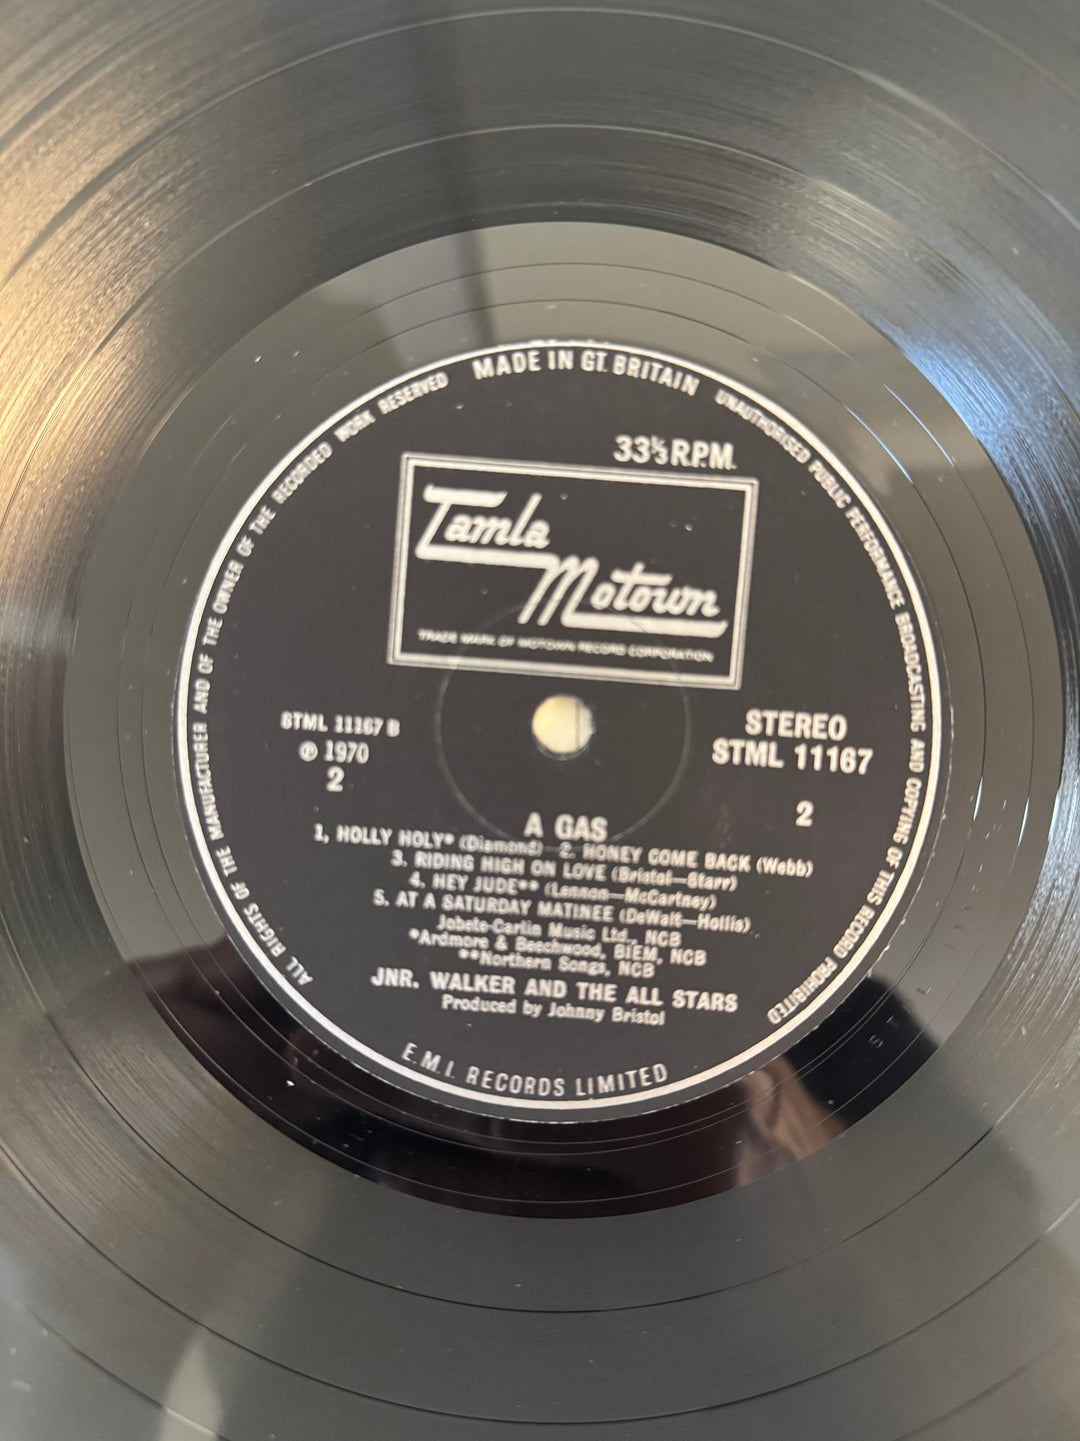 MADE IN GT. BRITAIN
UNAUTHORISED PUBLIC PERFORMANCE BROADCASTING AND COPYING OF THIS RECORD PROHIBITED
ALL RIGHTS OF THE MANUFACTURER AND OF THE OWNER OF THE RECORDED WORK RESERVED
33⅓ R.P.M.
Tamla
Motown
TRADE MARK OF MOTOWN RECORD CORPORATION
STML 11167 B
℗ 1970
2
STEREO
STML 11167
2
A GAS
1, HOLLY HOLY* (Diamond) 2. HONEY COME BACK (Webb)
3. RIDING HIGH ON LOVE (Bristol—Starr)
4. HEY JUDE** (Lennon—McCartney)
5. AT A SATURDAY MATINEE (DeWalt—Hollis)
Jobete-Carlin Music Ltd., NCB
*Ardmore & Beechwood, BIEM, NCB
**Northern Songs, NCB
JNR. WALKER AND THE ALL STARS
Produced by Johnny Bristol
E.M.I. RECORDS LIMITED